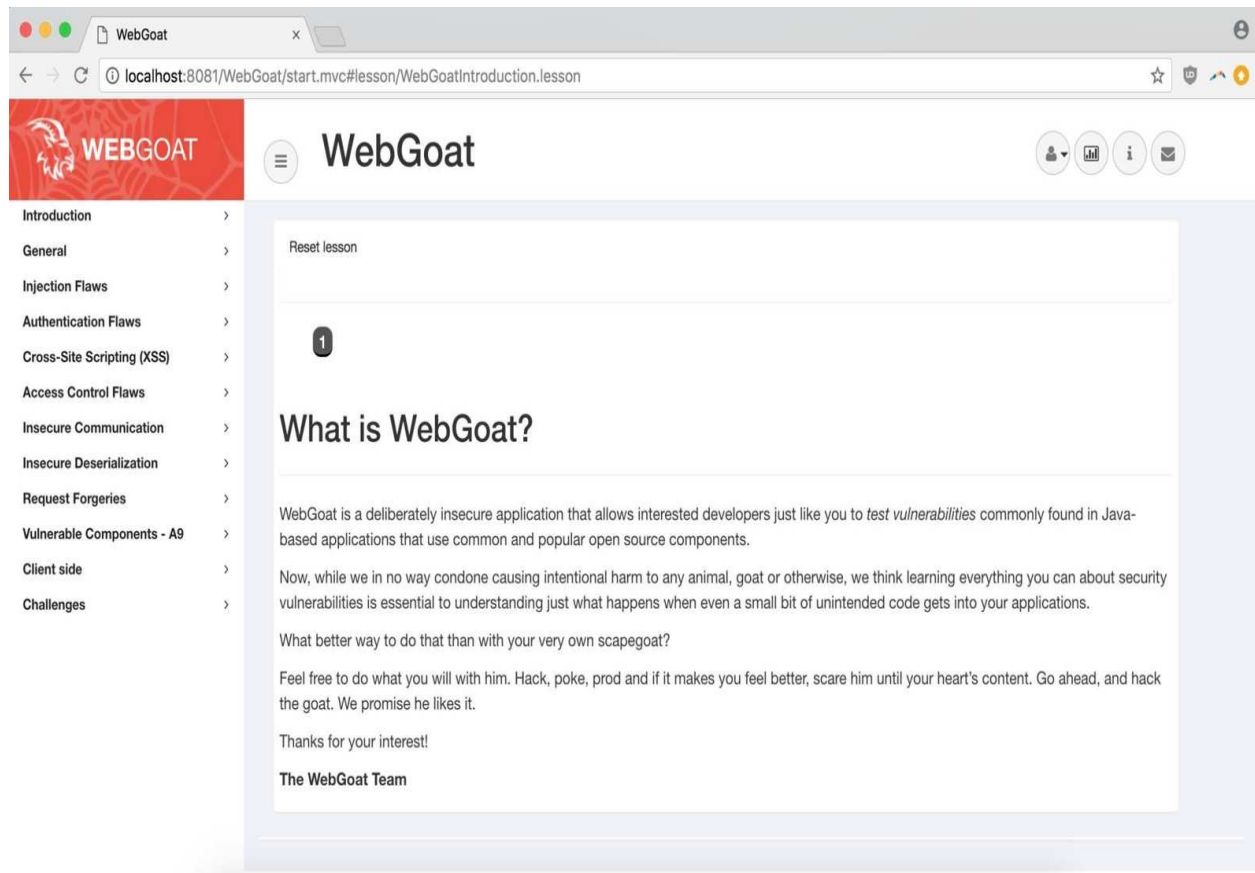 WebGoat
localhost:8081/WebGoat/start.mvc#lesson/WebGoatIntroduction.lesson
WEBGOAT
WebGoat
Introduction
General
Injection Flaws
Authentication Flaws
Cross-Site Scripting (XSS)
Access Control Flaws
Insecure Communication
Insecure Deserialization
Request Forgeries
Vulnerable Components - A9
Client side
Challenges
Reset lesson
1
What is WebGoat?
WebGoat is a deliberately insecure application that allows interested developers just like you to test vulnerabilities commonly found in Java-
based applications that use common and popular open source components.
Now, while we in no way condone causing intentional harm to any animal, goat or otherwise, we think learning everything you can about security
vulnerabilities is essential to understanding just what happens when even a small bit of unintended code gets into your applications.
What better way to do that than with your very own scapegoat?
Feel free to do what you will with him. Hack, poke, prod and if it makes you feel better, scare him until your heart's content. Go ahead, and hack
the goat. We promise he likes it.
Thanks for your interest!
The WebGoat Team